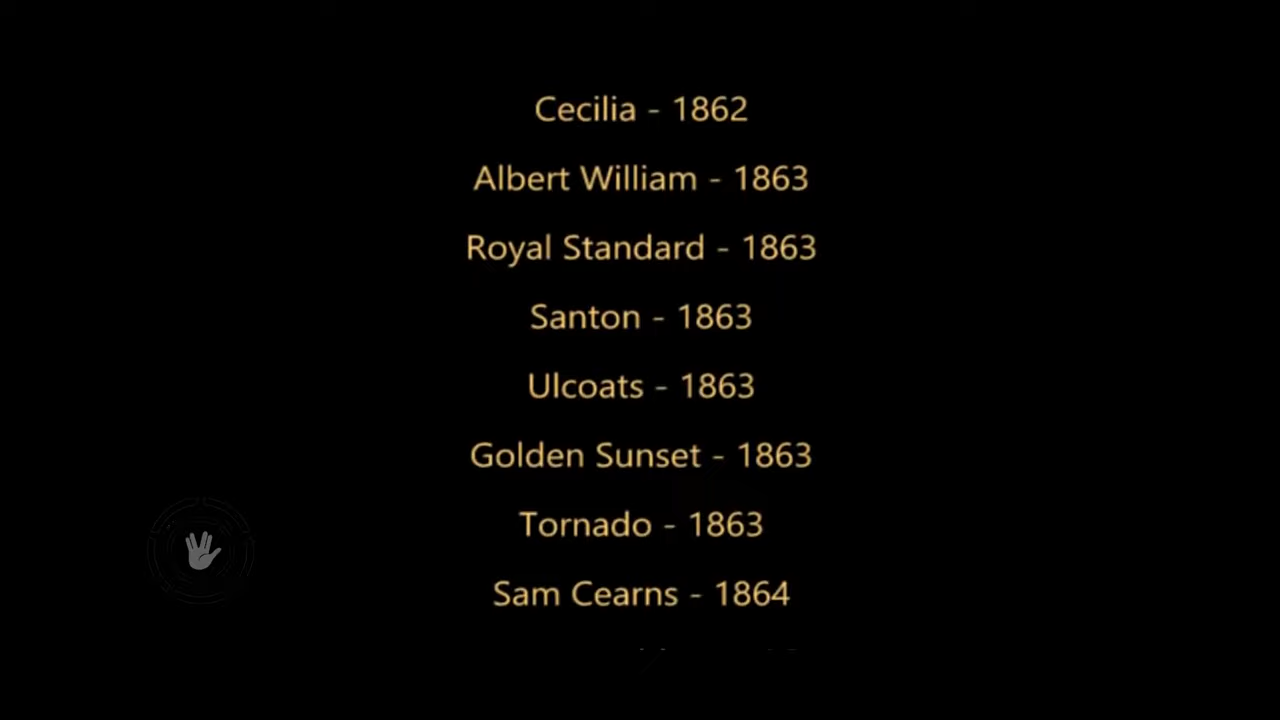 Cecilia - 1862
Albert William - 1863
Royal Standard - 1863
Santon - 1863
Ulcoats - 1863
Golden Sunset - 1863
Tornado - 1863
Sam Cearns - 1864